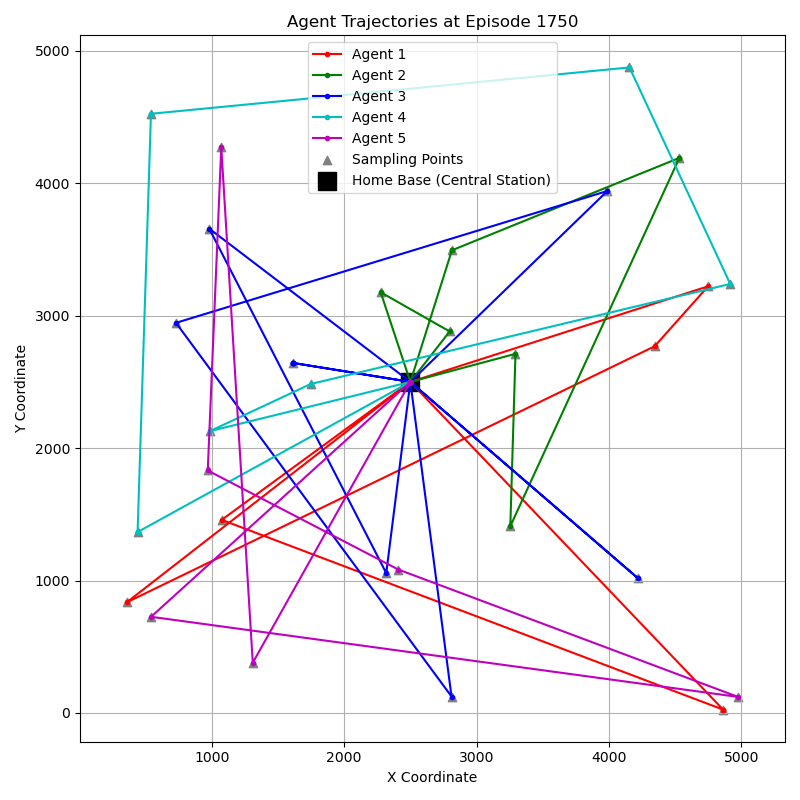 Agent Trajectories at Episode 1750
5000
4000
3000
2000
1000
0
Y Coordinate
Agent 1
Agent 2
Agent 3
Agent 4
Agent 5
Sampling Points
Home Base (Central Station)
1000 2000 3000 4000 5000
X Coordinate